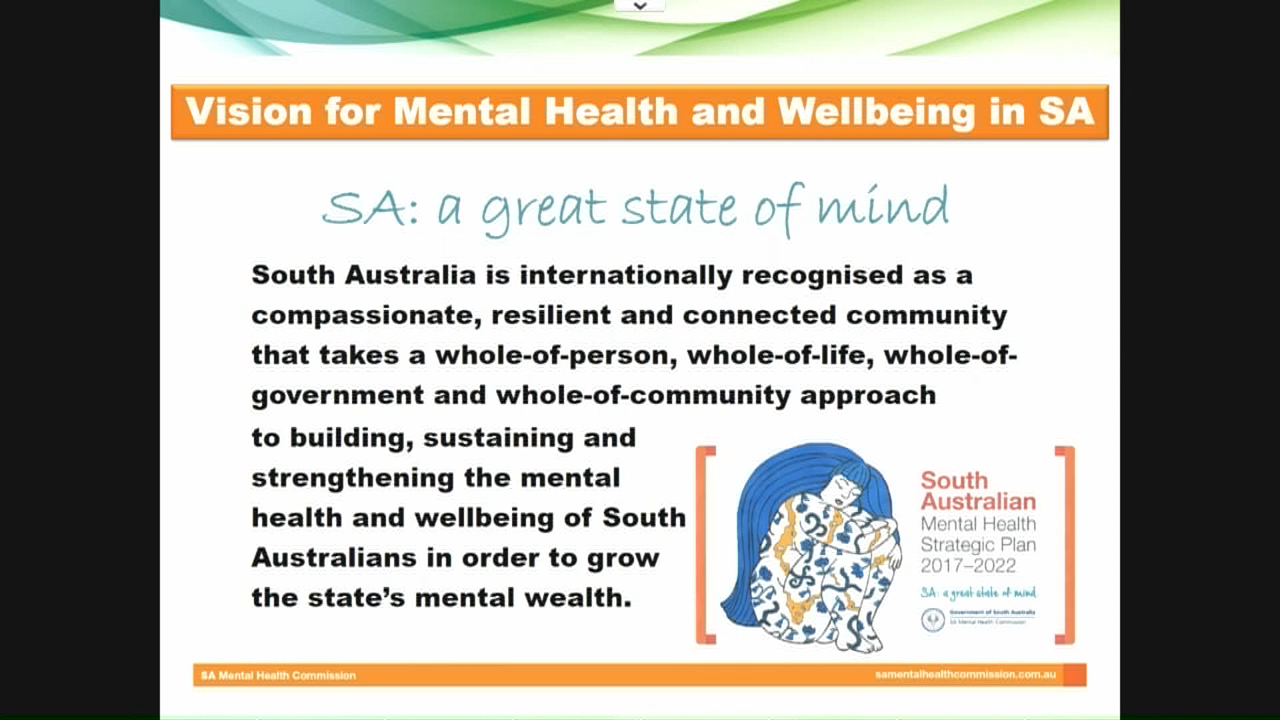 Vision for Mental Health and Wellbeing in SA
SA: a great state of mind
South Australia is internationally recognised as a
compassionate, resilient and connected community
that takes a whole-of-person, whole-of-life, whole-of-
government and whole-of-community approach
to building, sustaining and
strengthening the mental
health and wellbeing of South
Australians in order to grow
the state's mental wealth.
South
Australian
Mental Health
Strategic Plan
2017–2022
SA: a great state of mind
Government of South Australia
SA Mental Health Commission
SA Mental Health Commission
samentalhealthcommission.com.au